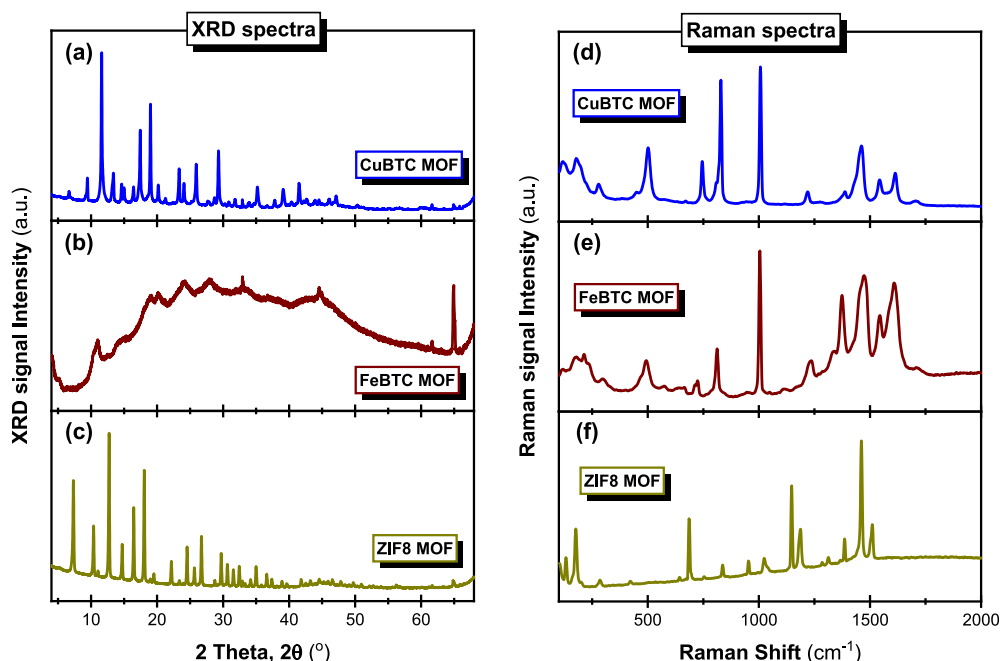 XRD spectra
(a)
CuBTC MOF
(b)
FeBTC MOF
(c)
ZIF8 MOF
XRD signal Intensity (a.u.)
10 20 30 40 50 60
2 Theta, 2θ (°)
Raman spectra
(d)
CuBTC MOF
(e)
FeBTC MOF
(f)
ZIF8 MOF
Raman signal Intensity (a.u.)
500 1000 1500 2000
Raman Shift (cm⁻¹)